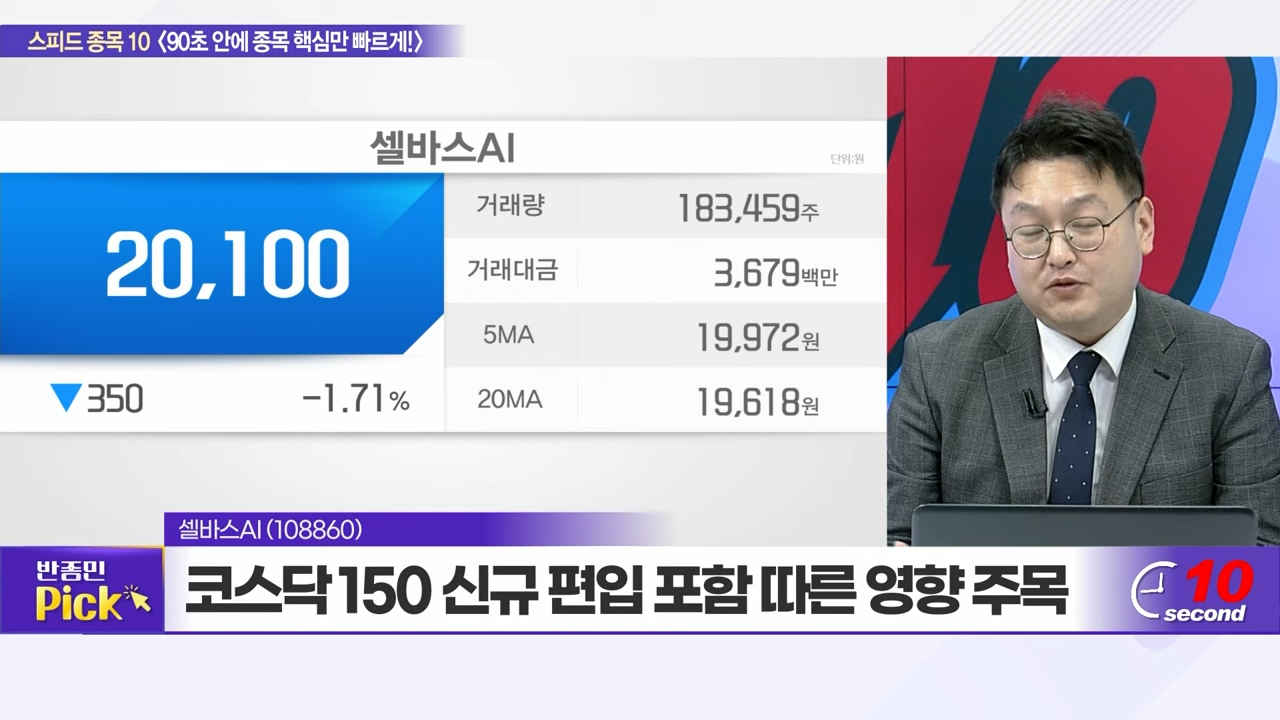 스피드 종목 10 <90초 안에 종목 핵심만 빠르게!>
셀바스AI
단위:원
20,100
▼350 -1.71%
거래량 183,459주
거래대금 3,679백만
5MA 19,972원
20MA 19,618원
셀바스AI (108860)
반종민
Pick
코스닥150 신규 편입 포함 따른 영향 주목
10
second